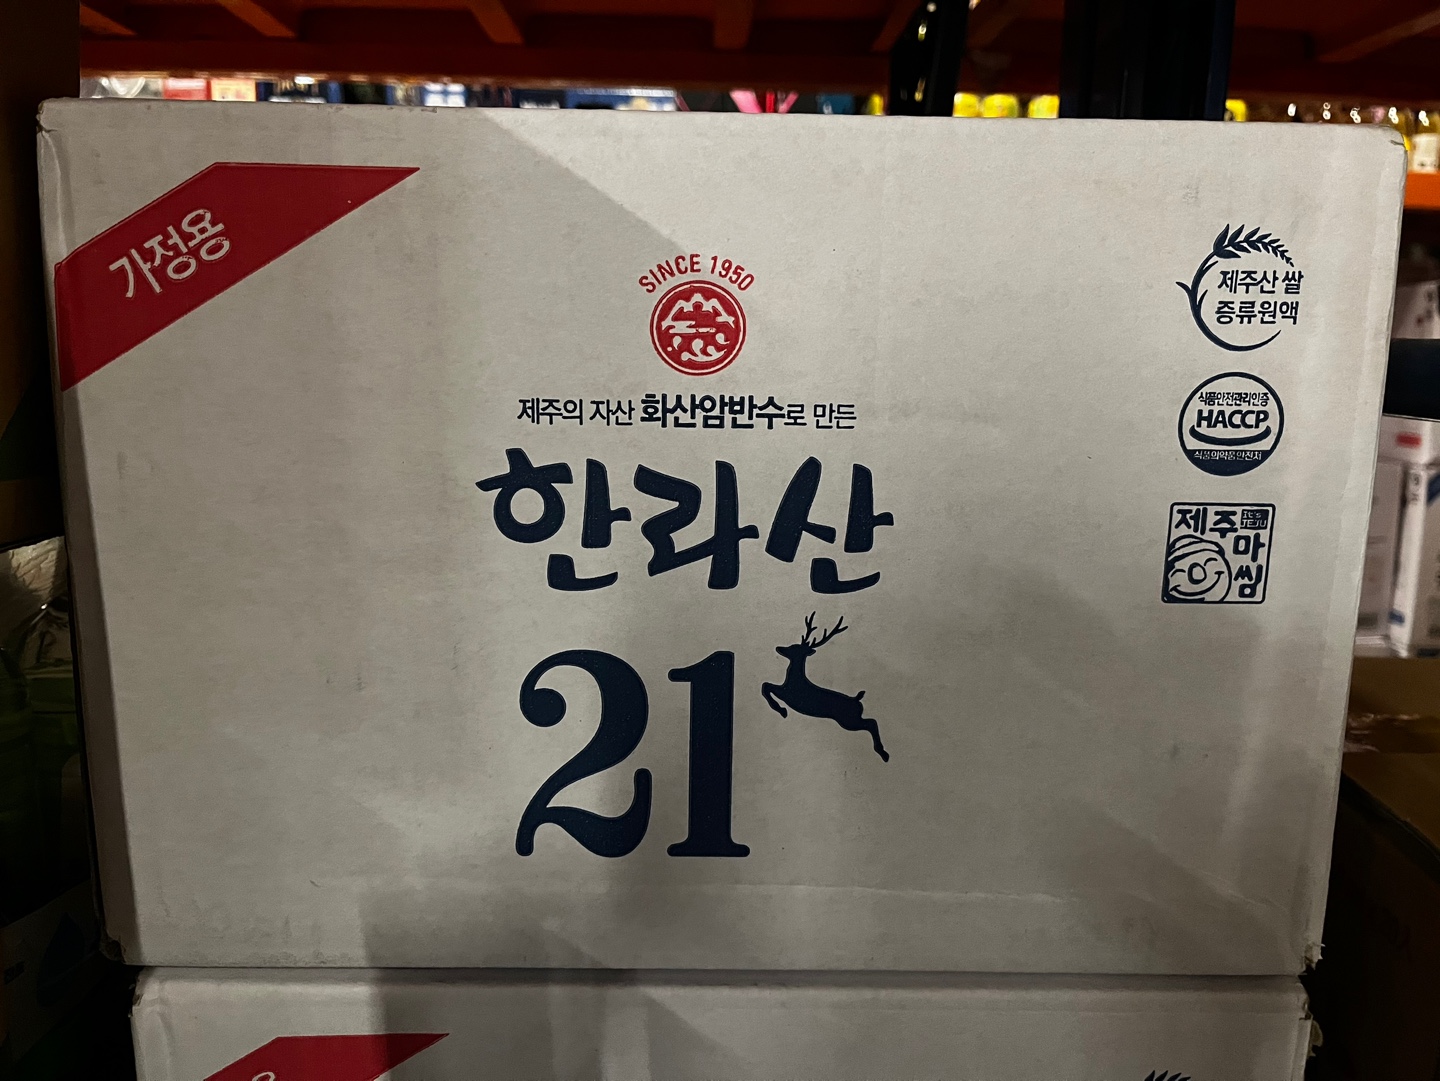 가정용
SINCE 1950
제주의 자산 화산암반수로 만든
한라산
21
제주산 쌀
증류원액
식품안전관리인증
HACCP
식품의약품안전처
제주
It's
JEJU
마
씸